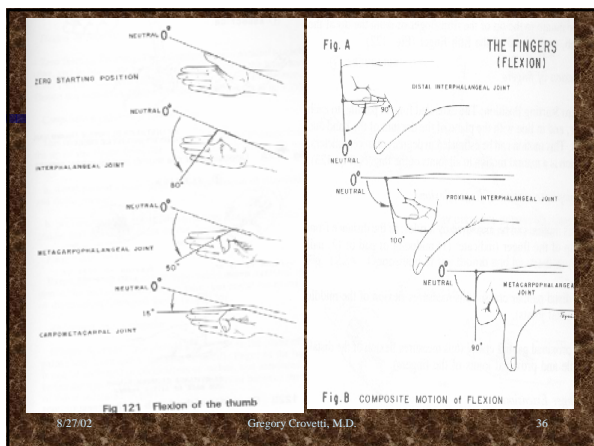 NEUTRAL 0°
ZERO STARTING POSITION
NEUTRAL 0°
INTERPHALANGEAL JOINT
80°
NEUTRAL 0°
METACARPOPHALANGEAL JOINT
50°
NEUTRAL 0°
15°
CARPOMETACARPAL JOINT
Fig 121 Flexion of the thumb
Fig. A
THE FINGERS
(FLEXION)
DISTAL INTERPHALANGEAL JOINT
90°
0°
NEUTRAL
0°
NEUTRAL
PROXIMAL INTERPHALANGEAL JOINT
100°
0°
NEUTRAL
METACARPOPHALANGEA
JOINT
90°
Fig. B COMPOSITE MOTION of FLEXION
8/27/02
Gregory Crovetti, M.D.
36